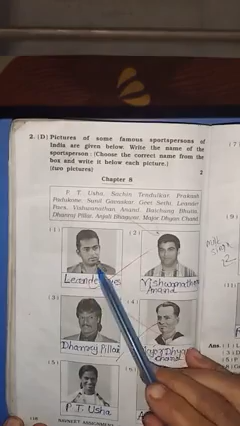 2. (D) Pictures of some famous sportspersons of
India are given below. Write the name of the
sportsperson : (Choose the correct name from the
box and write it below each picture.)
(two pictures) 2
Chapter 8
P. T. Usha, Sachin Tendulkar, Prakash
Padukone, Sunil Gavaskar, Geet Sethi, Leander
Paes, Vishwanathan Anand, Baichung Bhutia,
Dhanraj Pillai, Anjali Bhagwat, Major Dhyan Chand
(1)
Leander Paes
Vishwanathan
Anand
(3) (4)
Dhanraj Pillai
Major Dhyan
Chand
(5)
P. T. Usha
Ans.